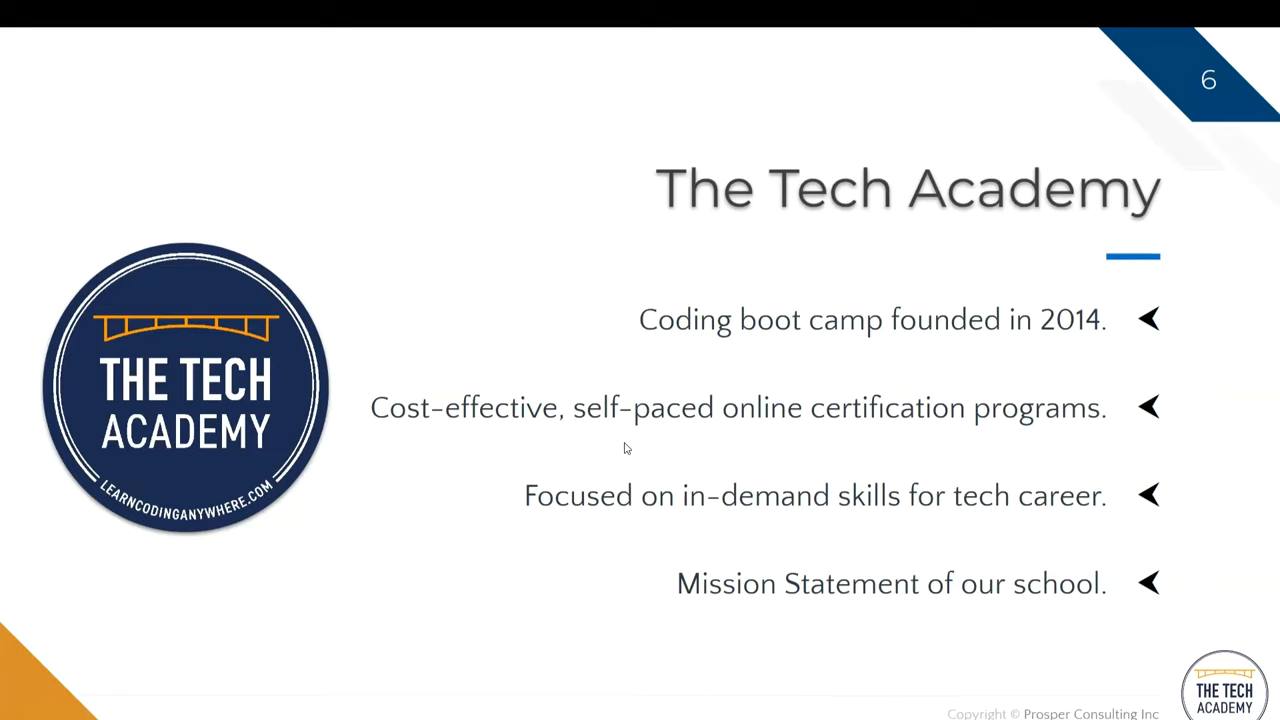 6
The Tech Academy
Coding boot camp founded in 2014.
Cost-effective, self-paced online certification programs.
Focused on in-demand skills for tech career.
Mission Statement of our school.
THE TECH
ACADEMY
LEARNCODINGANYWHERE.COM
THE TECH
ACADEMY
Copyright © Prosper Consulting Inc